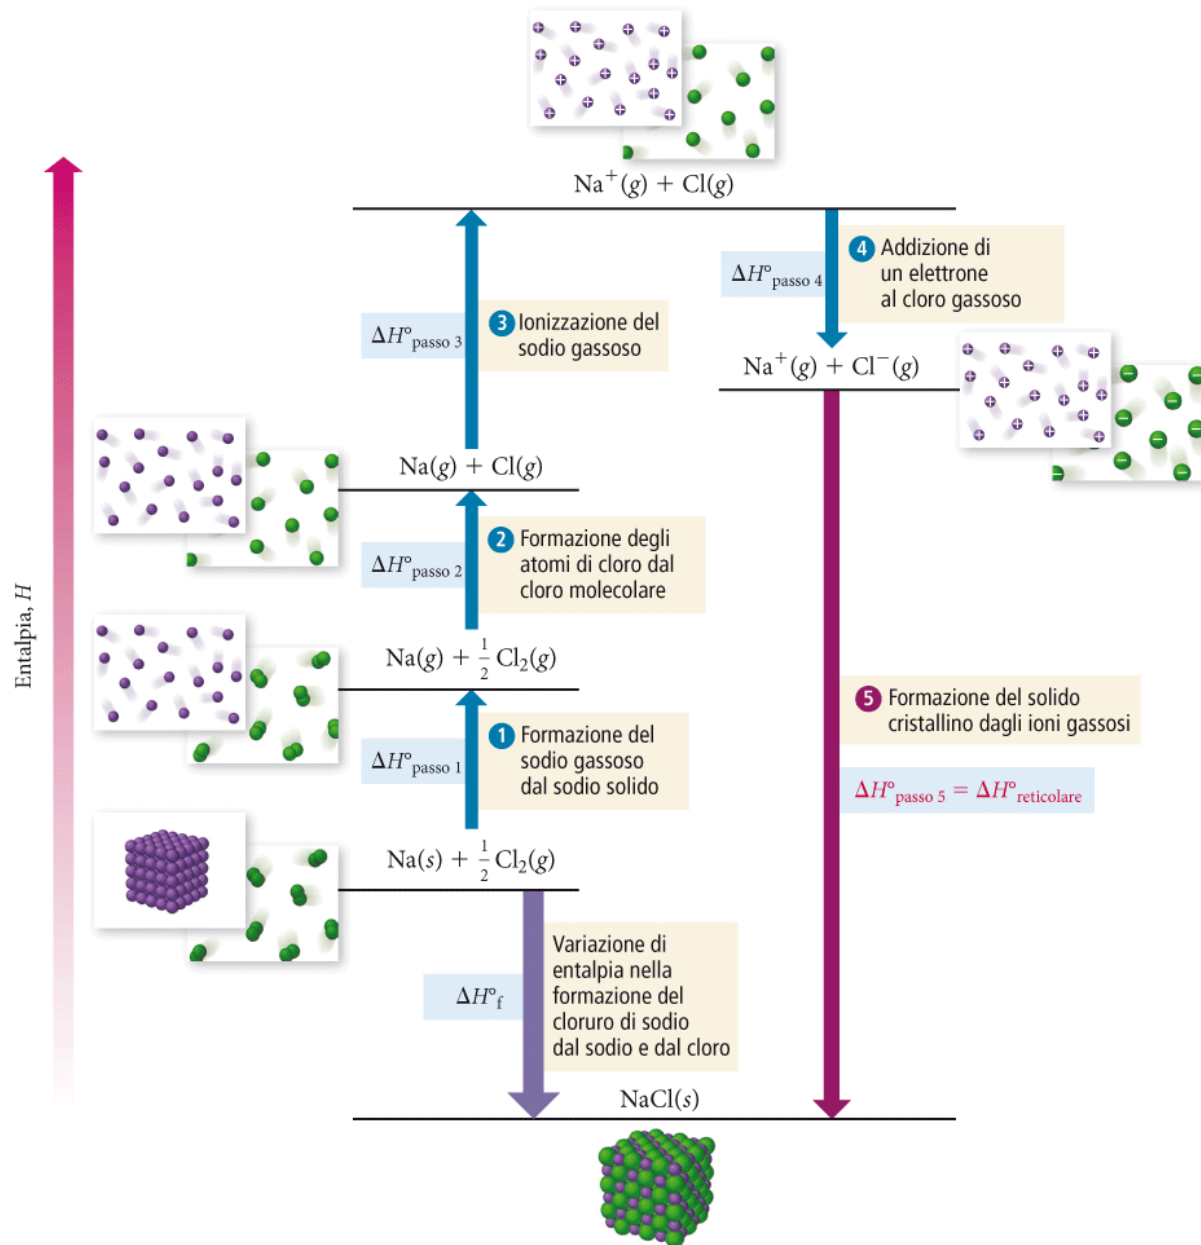 Na⁺(g) + Cl(g)
ΔH°passo 4
4 Addizione di
un elettrone
al cloro gassoso
ΔH°passo 3
3 Ionizzazione del
sodio gassoso
Na⁺(g) + Cl⁻(g)
Na(g) + Cl(g)
ΔH°passo 2
2 Formazione degli
atomi di cloro dal
cloro molecolare
Entalpia, H
Na(g) + 1/2 Cl₂(g)
ΔH°passo 1
1 Formazione del
sodio gassoso
dal sodio solido
5 Formazione del solido
cristallino dagli ioni gassosi
ΔH°passo 5 = ΔH°reticolare
Na(s) + 1/2 Cl₂(g)
ΔH°f
Variazione di
entalpia nella
formazione del
cloruro di sodio
dal sodio e dal cloro
NaCl(s)